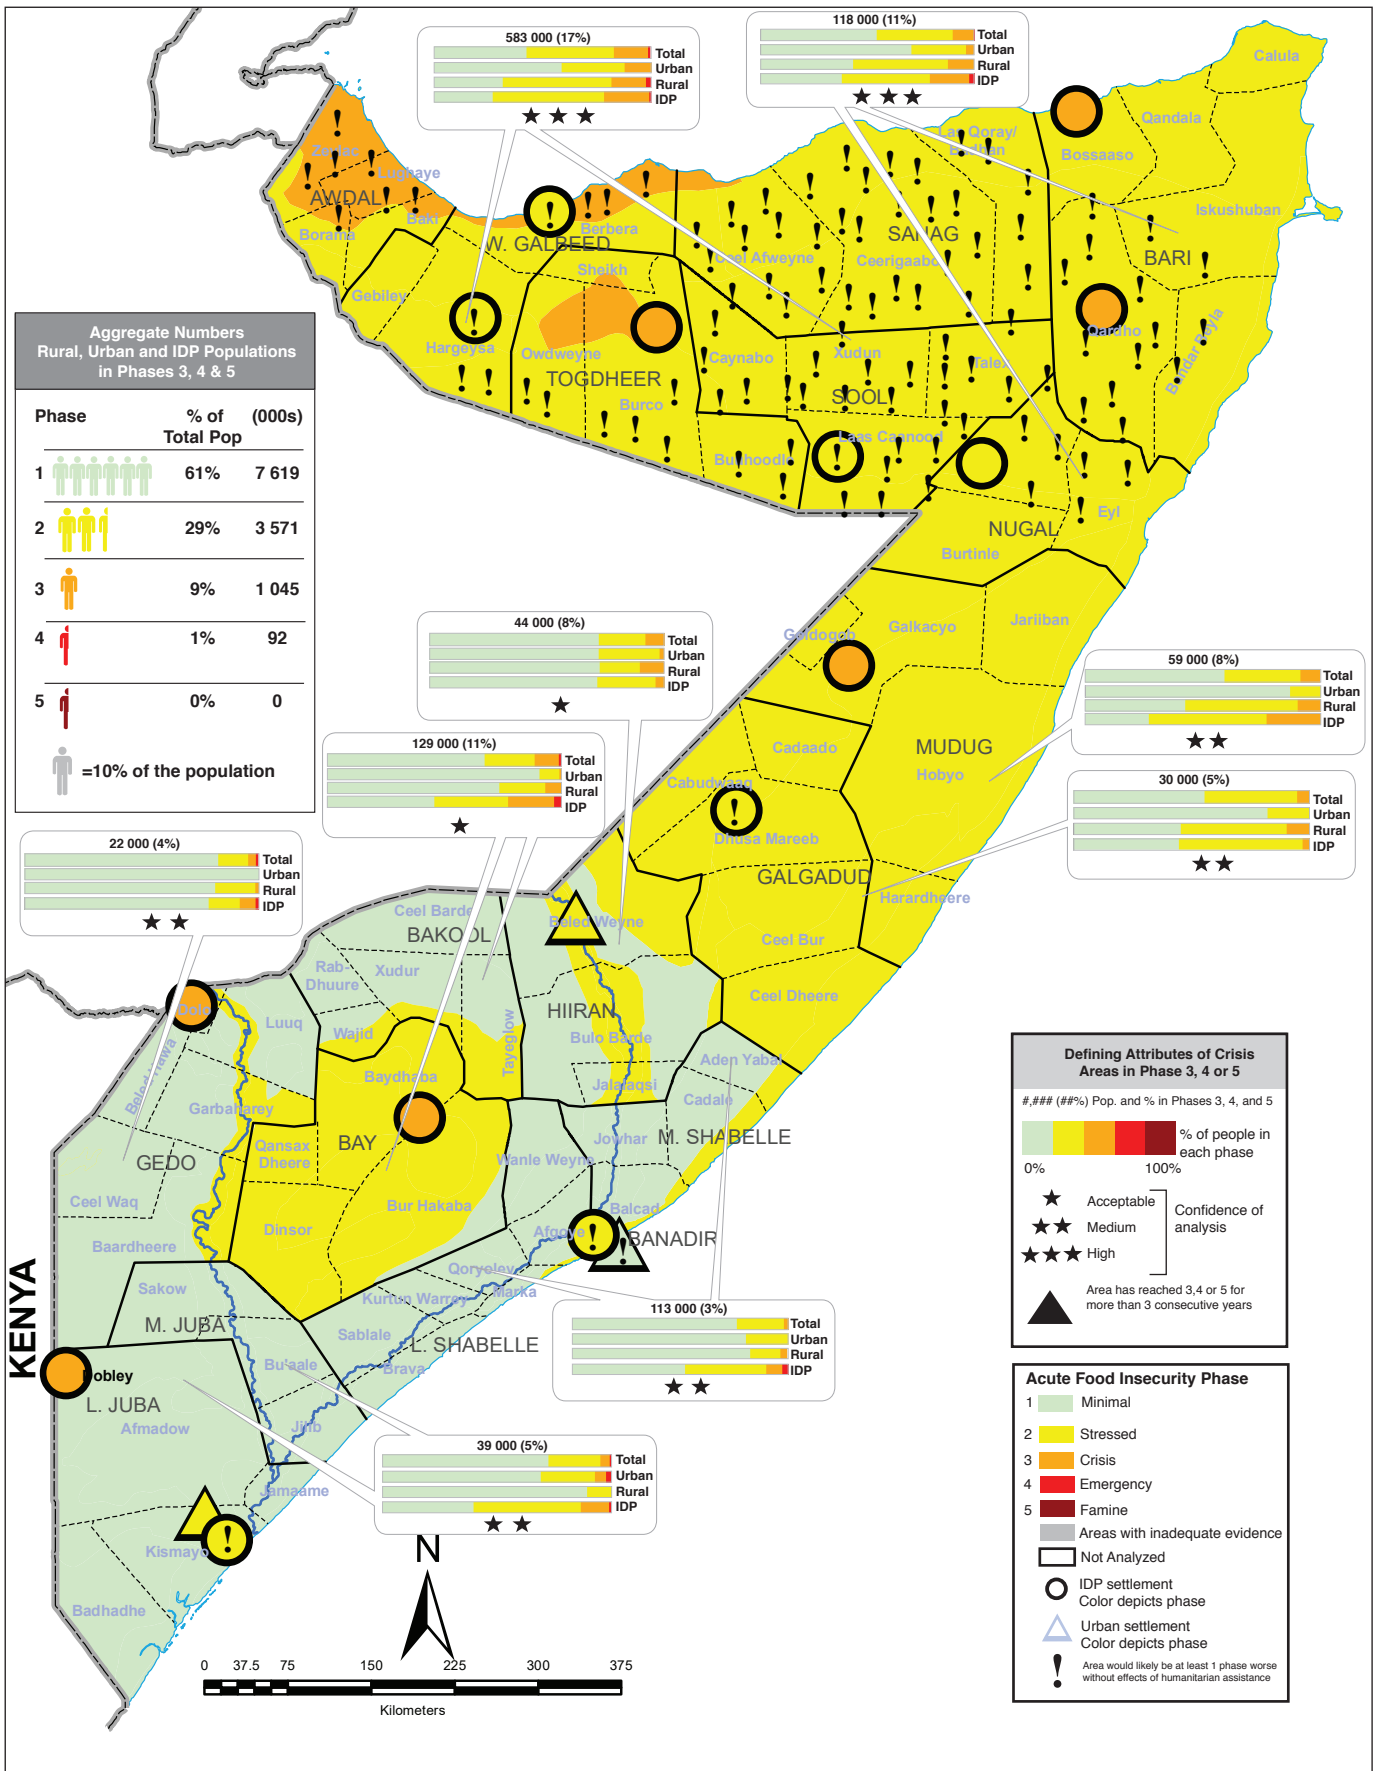 583 000 (17%)
Total
Urban
Rural
IDP
118 000 (11%)
Total
Urban
Rural
IDP
Calula
Qandala
Bossaaso
Iskushuban
BARI
Qardho
Bandar Beyla
Las Qoray/
Badhan
SANAG
Ceel Afweyne
Ceerigaabo
Zeylac
Lughaye
AWDAL
Baki
Borama
Berbera
W. GALBEED
Sheikh
Gebiley
Hargeysa
Owdweyne
TOGDHEER
Burco
Buuhoodle
Caynabo
Xudun
Talex
SOOL
Laas Caanood
NUGAL
Eyl
Burtinle
Aggregate Numbers
Rural, Urban and IDP Populations
in Phases 3, 4 & 5
Phase % of (000s)
Total Pop
1 61% 7 619
2 29% 3 571
3 9% 1 045
4 1% 92
5 0% 0
=10% of the population
44 000 (8%)
Total
Urban
Rural
IDP
129 000 (11%)
Total
Urban
Rural
IDP
22 000 (4%)
Total
Urban
Rural
IDP
59 000 (8%)
Total
Urban
Rural
IDP
30 000 (5%)
Total
Urban
Rural
IDP
Goldogob
Galkacyo
Jariiban
MUDUG
Hobyo
Cadaado
Cabudwaaq
Dhusa Mareeb
GALGADUD
Harardheere
Ceel Bur
Ceel Dheere
Ceel Barde
BAKOOL
Rab-
Dhuure
Xudur
Wajid
Tayeglow
Beled Weyne
HIIRAN
Bulo Barde
Jalalaqsi
Aden Yabal
Cadale
M. SHABELLE
Jowhar
Balcad
BANADIR
Dolo
Luuq
Beled Hawa
Garbaharey
GEDO
Ceel Waq
Baardheere
Baydhaba
BAY
Qansax
Dheere
Bur Hakaba
Dinsor
Wanle Weyne
Afgoye
Qoryoley
Marka
Kurtun Warrey
L. SHABELLE
Sablale
Brava
Sakow
M. JUBA
Bu'aale
Jilib
KENYA
Dobley
L. JUBA
Afmadow
Jamaame
Kismayo
Badhadhe
113 000 (3%)
Total
Urban
Rural
IDP
39 000 (5%)
Total
Urban
Rural
IDP
N
0 37.5 75 150 225 300 375
Kilometers
Defining Attributes of Crisis
Areas in Phase 3, 4 or 5
#,### (##%) Pop. and % in Phases 3, 4, and 5
% of people in
each phase
0% 100%
Acceptable
Medium
High
Confidence of
analysis
Area has reached 3,4 or 5 for
more than 3 consecutive years
Acute Food Insecurity Phase
1 Minimal
2 Stressed
3 Crisis
4 Emergency
5 Famine
Areas with inadequate evidence
Not Analyzed
IDP settlement
Color depicts phase
Urban settlement
Color depicts phase
Area would likely be at least 1 phase worse
without effects of humanitarian assistance